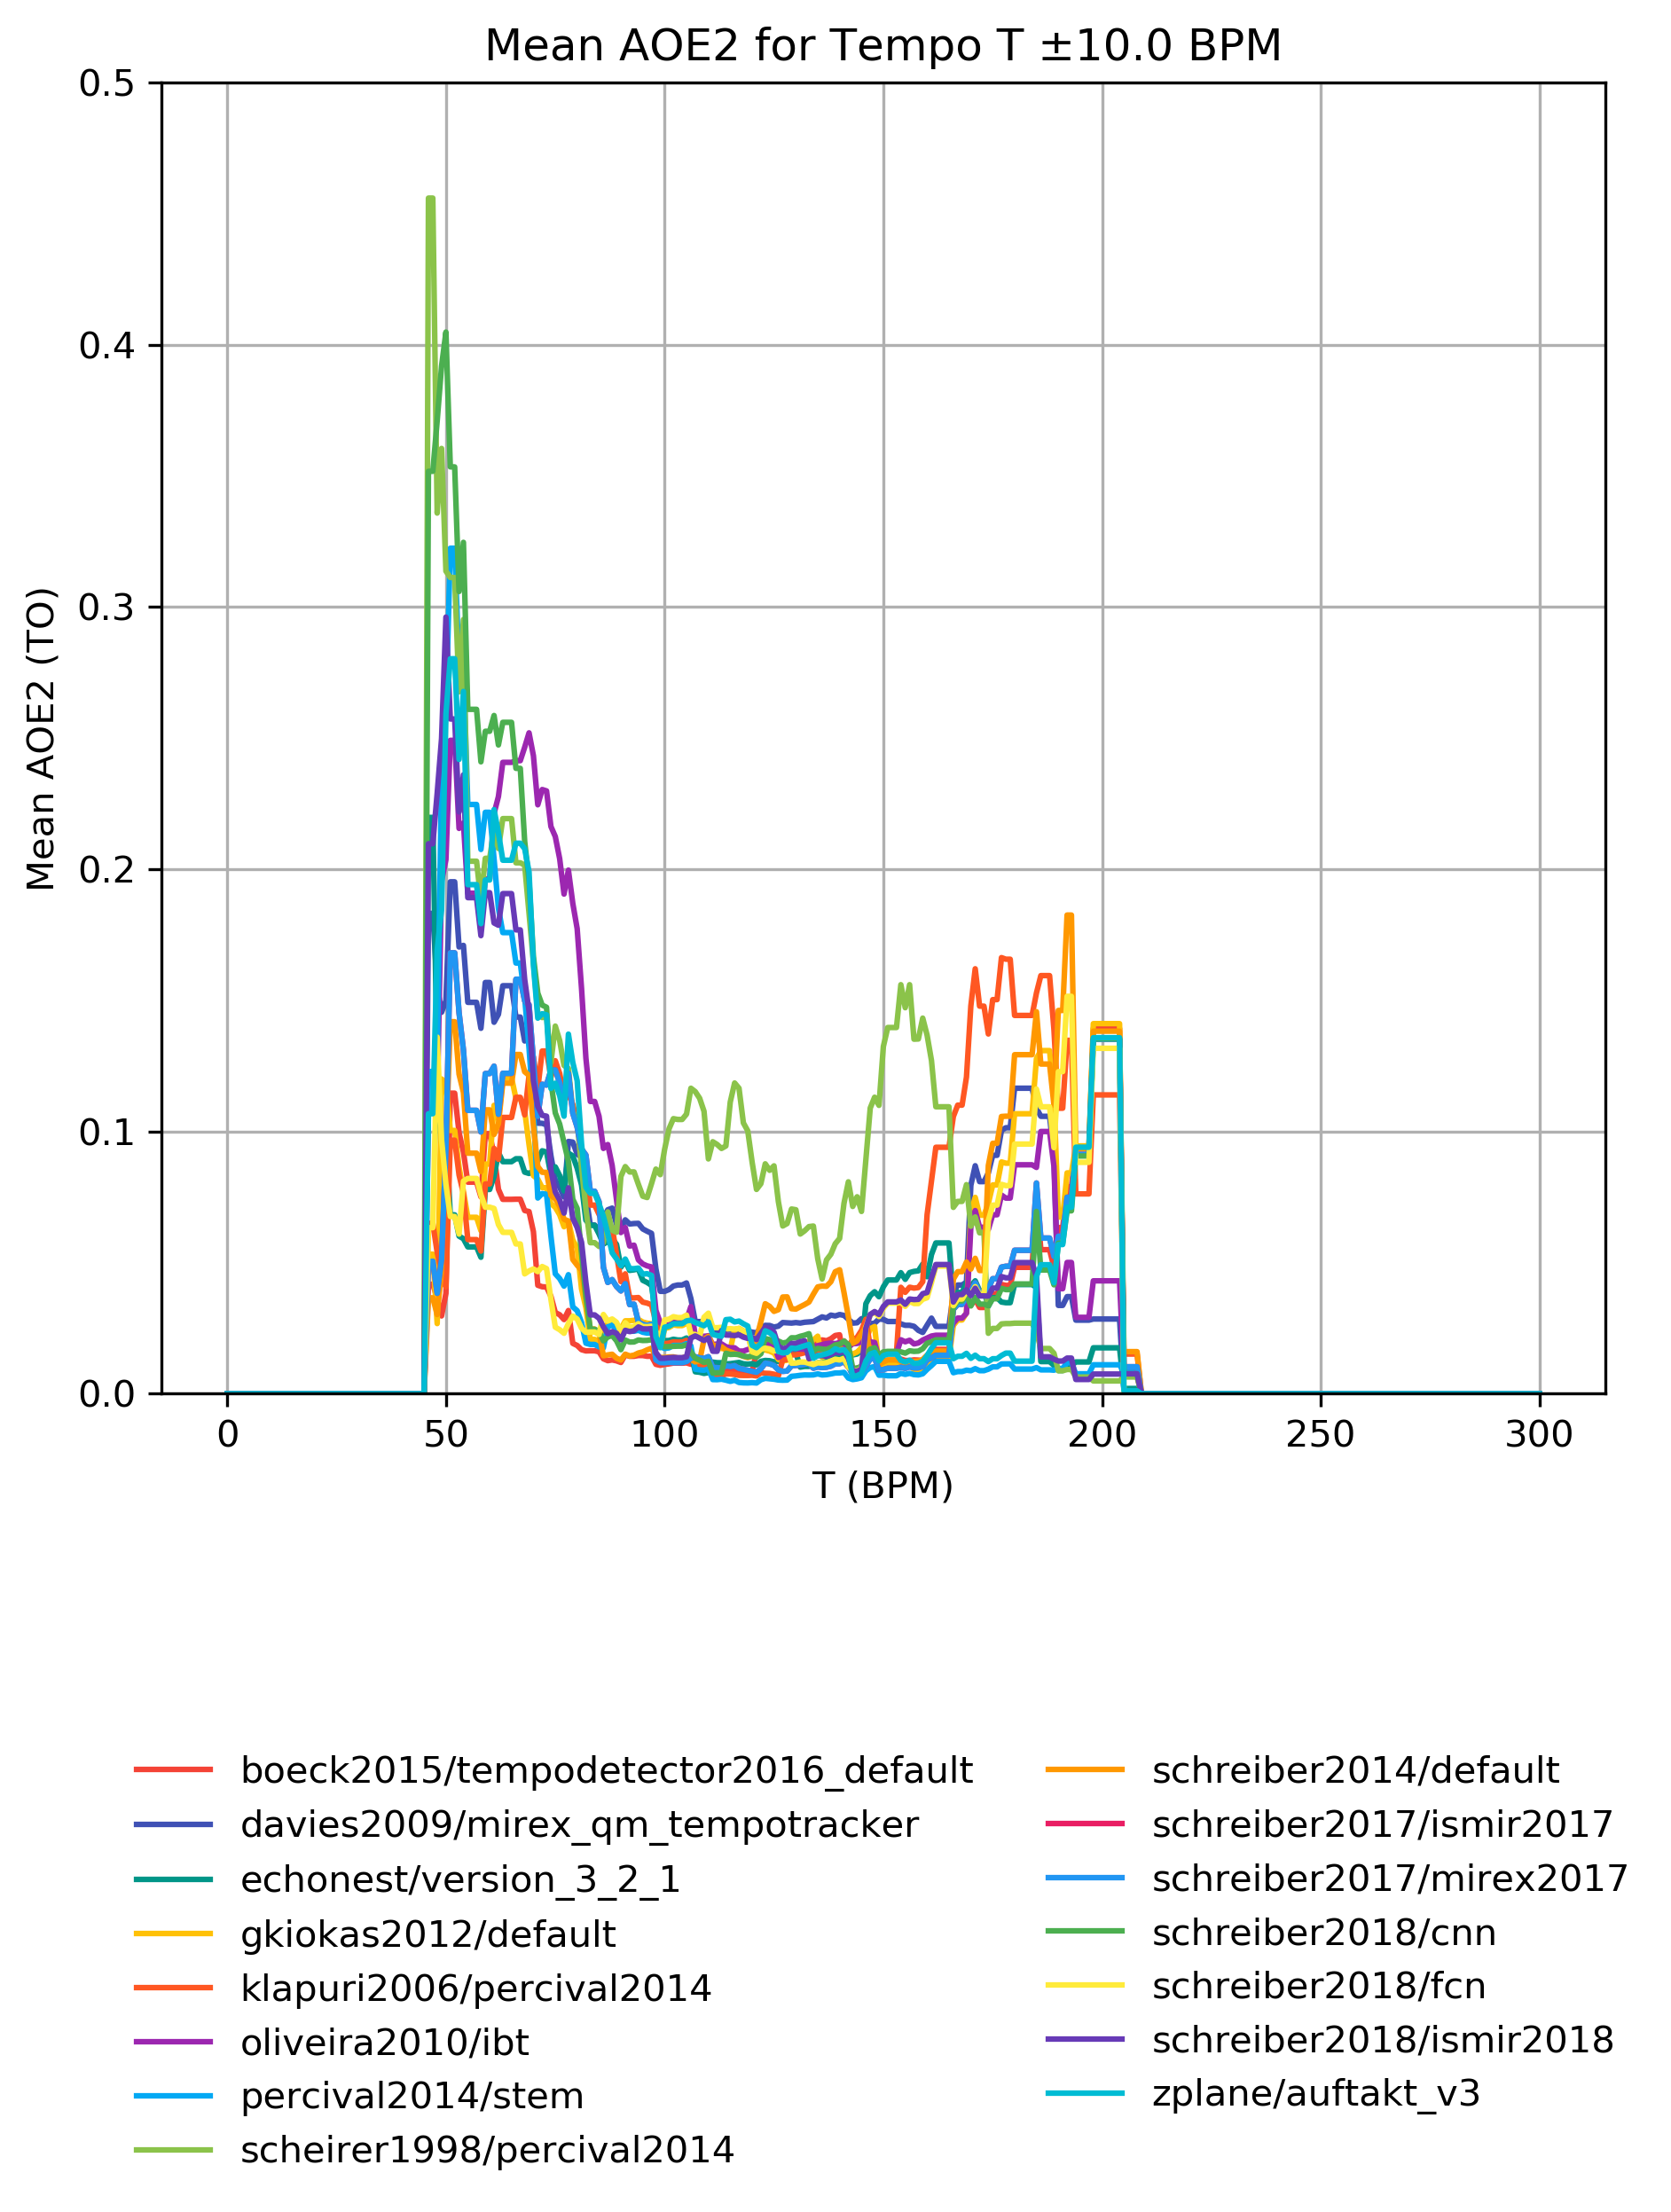 Mean AOE2 for Tempo T ±10.0 BPM
0.5
0.4
0.3
0.2
0.1
0.0
Mean AOE2 (TO)
0 50 100 150 200 250 300
T (BPM)
boeck2015/tempodetector2016_default
davies2009/mirex_qm_tempotracker
echonest/version_3_2_1
gkiokas2012/default
klapuri2006/percival2014
oliveira2010/ibt
percival2014/stem
scheirer1998/percival2014
schreiber2014/default
schreiber2017/ismir2017
schreiber2017/mirex2017
schreiber2018/cnn
schreiber2018/fcn
schreiber2018/ismir2018
zplane/auftakt_v3